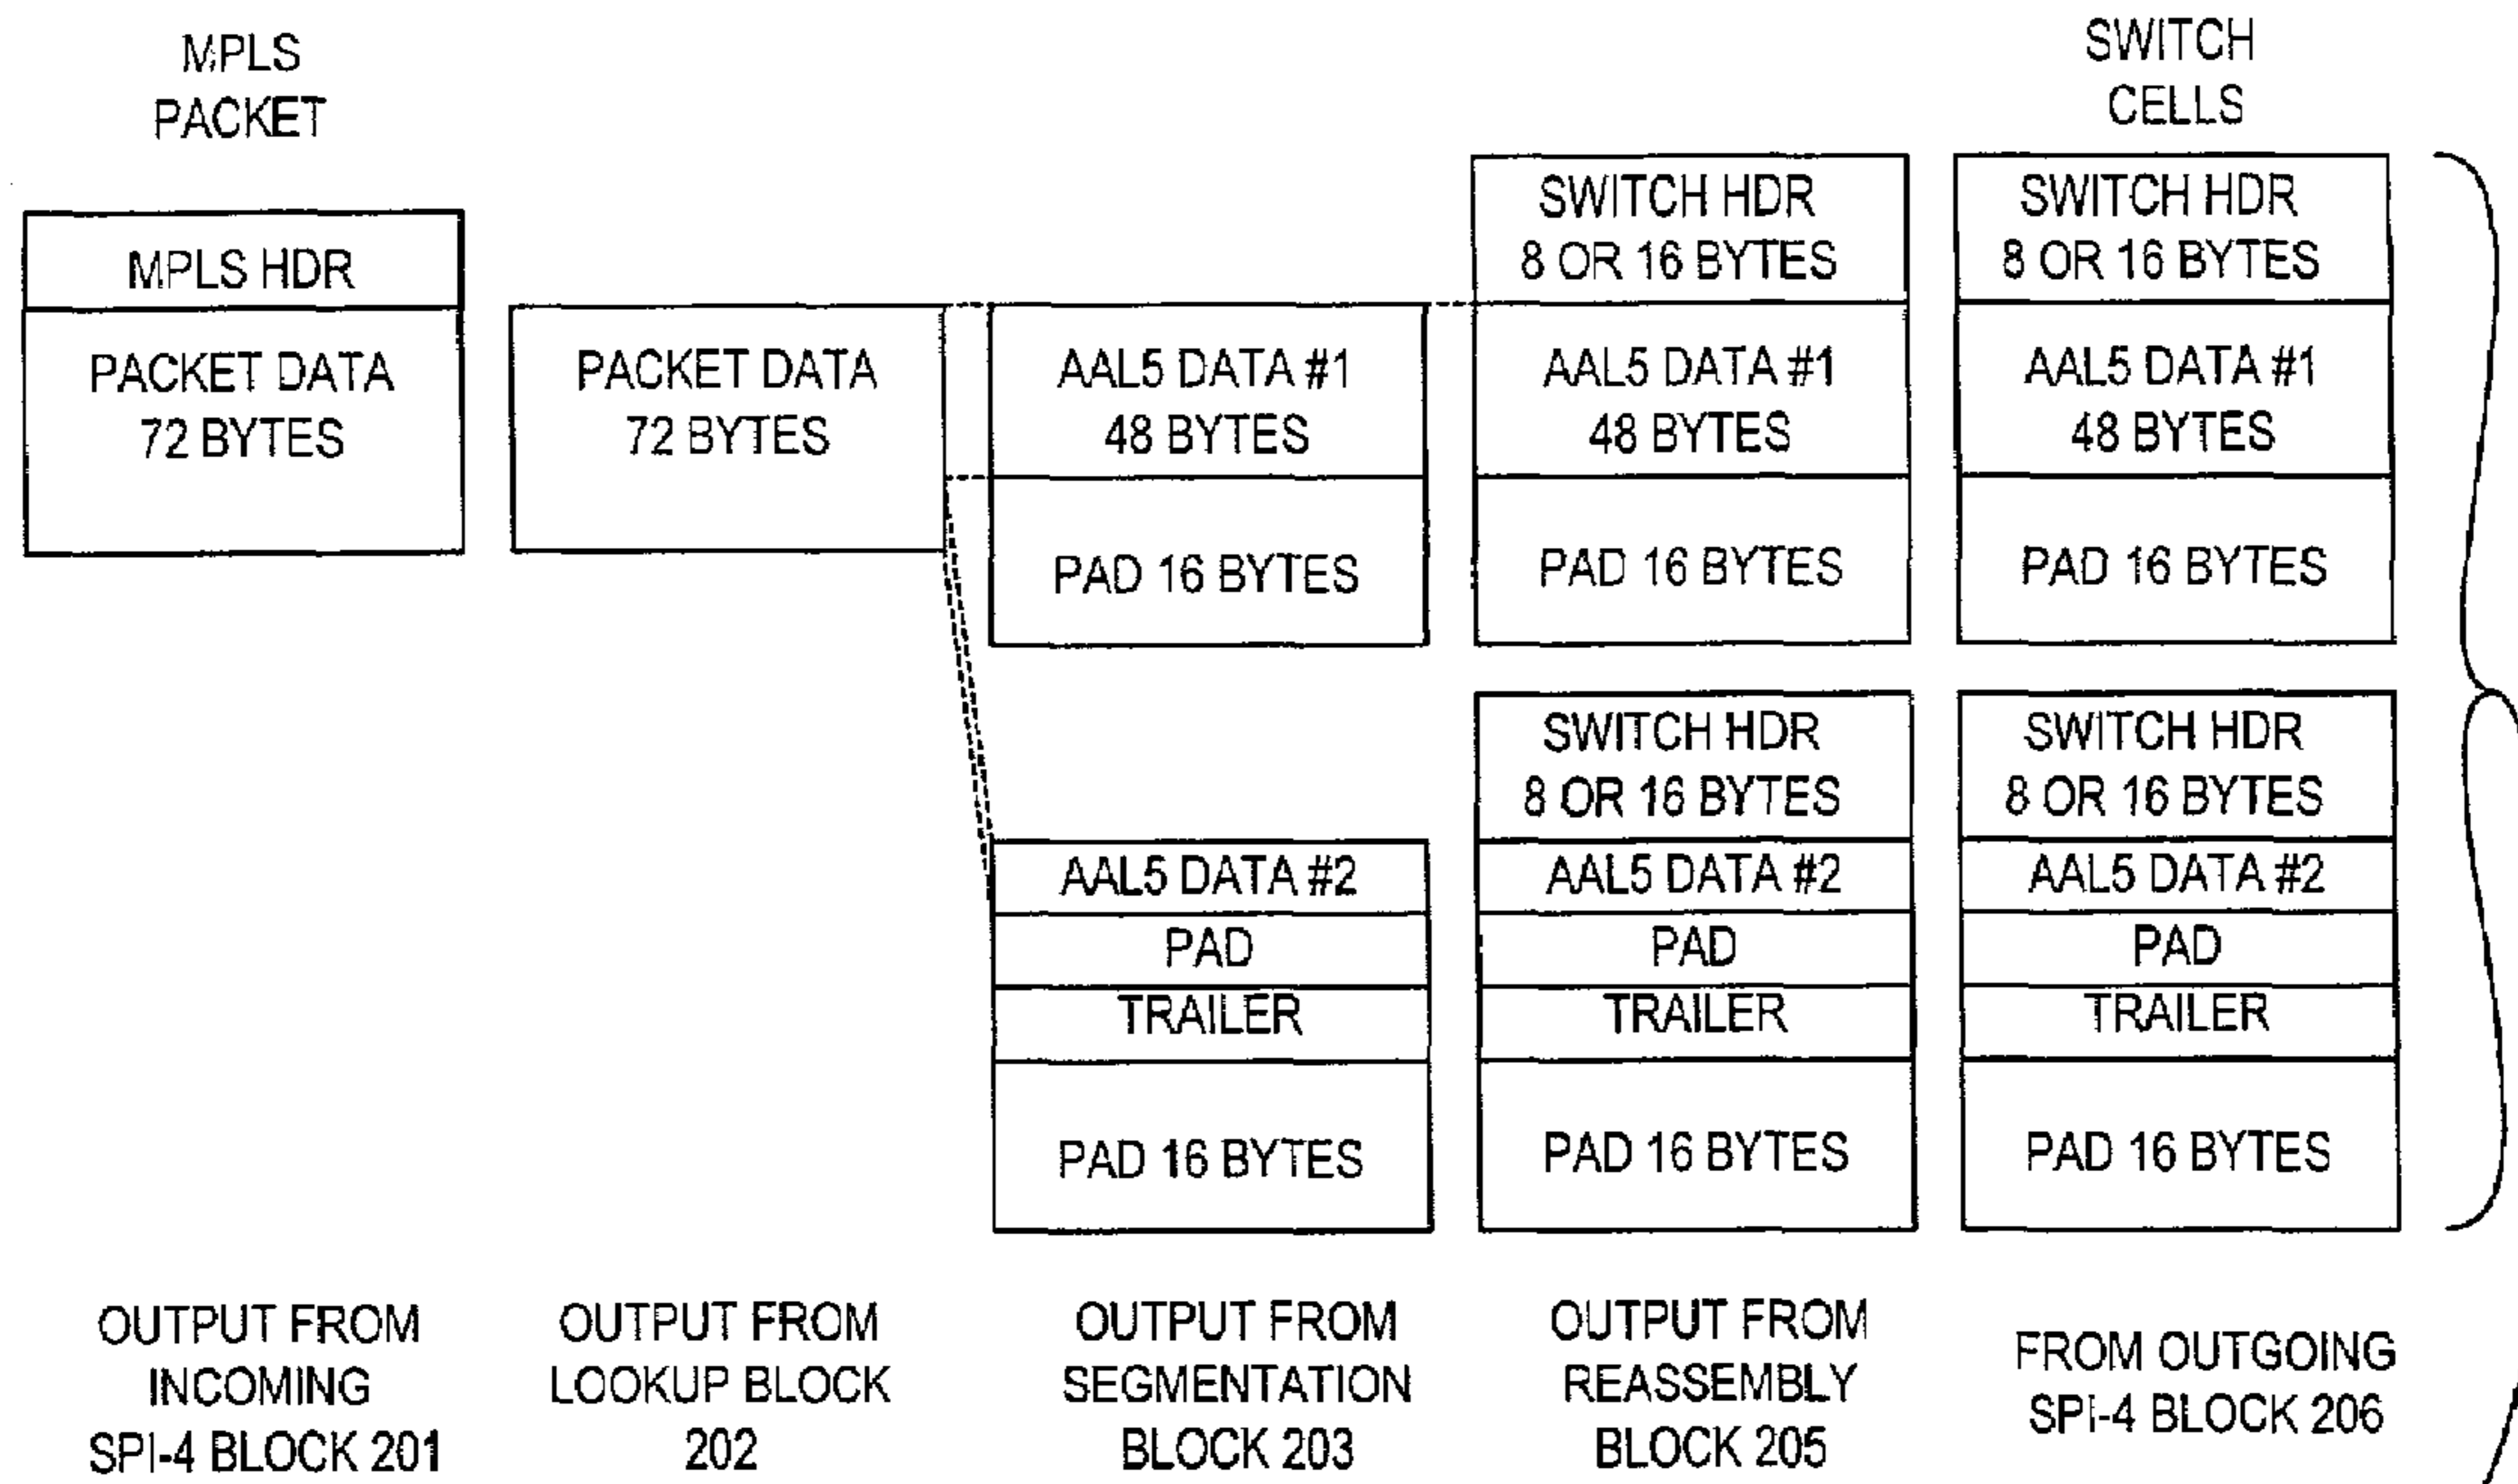 MPLS
PACKET
MPLS HDR
PACKET DATA
72 BYTES
OUTPUT FROM
INCOMING
SPI-4 BLOCK 201
PACKET DATA
72 BYTES
OUTPUT FROM
LOOKUP BLOCK
202
AAL5 DATA #1
48 BYTES
PAD 16 BYTES
AAL5 DATA #2
PAD
TRAILER
PAD 16 BYTES
OUTPUT FROM
SEGMENTATION
BLOCK 203
SWITCH HDR
8 OR 16 BYTES
AAL5 DATA #1
48 BYTES
PAD 16 BYTES
SWITCH HDR
8 OR 16 BYTES
AAL5 DATA #2
PAD
TRAILER
PAD 16 BYTES
OUTPUT FROM
REASSEMBLY
BLOCK 205
SWITCH
CELLS
SWITCH HDR
8 OR 16 BYTES
AAL5 DATA #1
48 BYTES
PAD 16 BYTES
SWITCH HDR
8 OR 16 BYTES
AAL5 DATA #2
PAD
TRAILER
PAD 16 BYTES
FROM OUTGOING
SPI-4 BLOCK 206